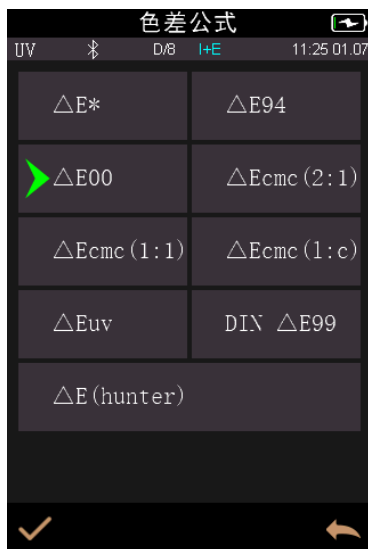 色差公式
UV D/8 I+E 11:25 01.07
△E* △E94
△E00 △Ecmc(2:1)
△Ecmc(1:1) △Ecmc(l:c)
△Euv DIN △E99
△E(hunter)